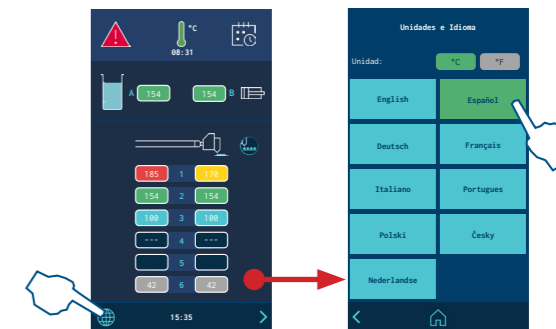 °C
08:31
A 154 154 B
185 1 170
154 2 154
100 3 100
--- 4 ---
5
42 6 42
15:35
Unidades e Idioma
Unidad: °C °F
English Español
Deutsch Français
Italiano Portugues
Polski Česky
Nederlandse